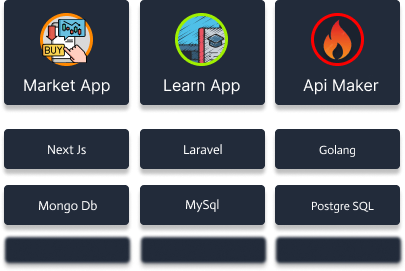 BUY
Market App
Learn App
Api Maker
Next Js
Laravel
Golang
Mongo Db
MySql
Postgre SQL